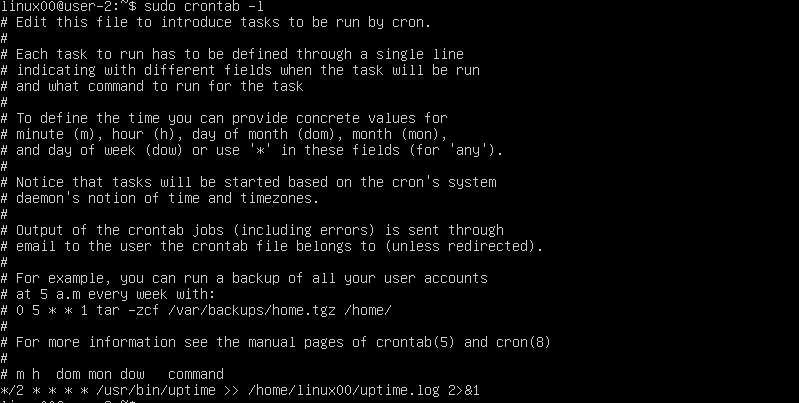 linux00@user-2:~$ sudo crontab -l
# Edit this file to introduce tasks to be run by cron.
#
# Each task to run has to be defined through a single line
# indicating with different fields when the task will be run
# and what command to run for the task
#
# To define the time you can provide concrete values for
# minute (m), hour (h), day of month (dom), month (mon),
# and day of week (dow) or use '*' in these fields (for 'any').
#
# Notice that tasks will be started based on the cron's system
# daemon's notion of time and timezones.
#
# Output of the crontab jobs (including errors) is sent through
# email to the user the crontab file belongs to (unless redirected).
#
# For example, you can run a backup of all your user accounts
# at 5 a.m every week with:
# 0 5 * * 1 tar -zcf /var/backups/home.tgz /home/
#
# For more information see the manual pages of crontab(5) and cron(8)
#
# m h  dom mon dow   command
*/2 * * * * /usr/bin/uptime >> /home/linux00/uptime.log 2>&1